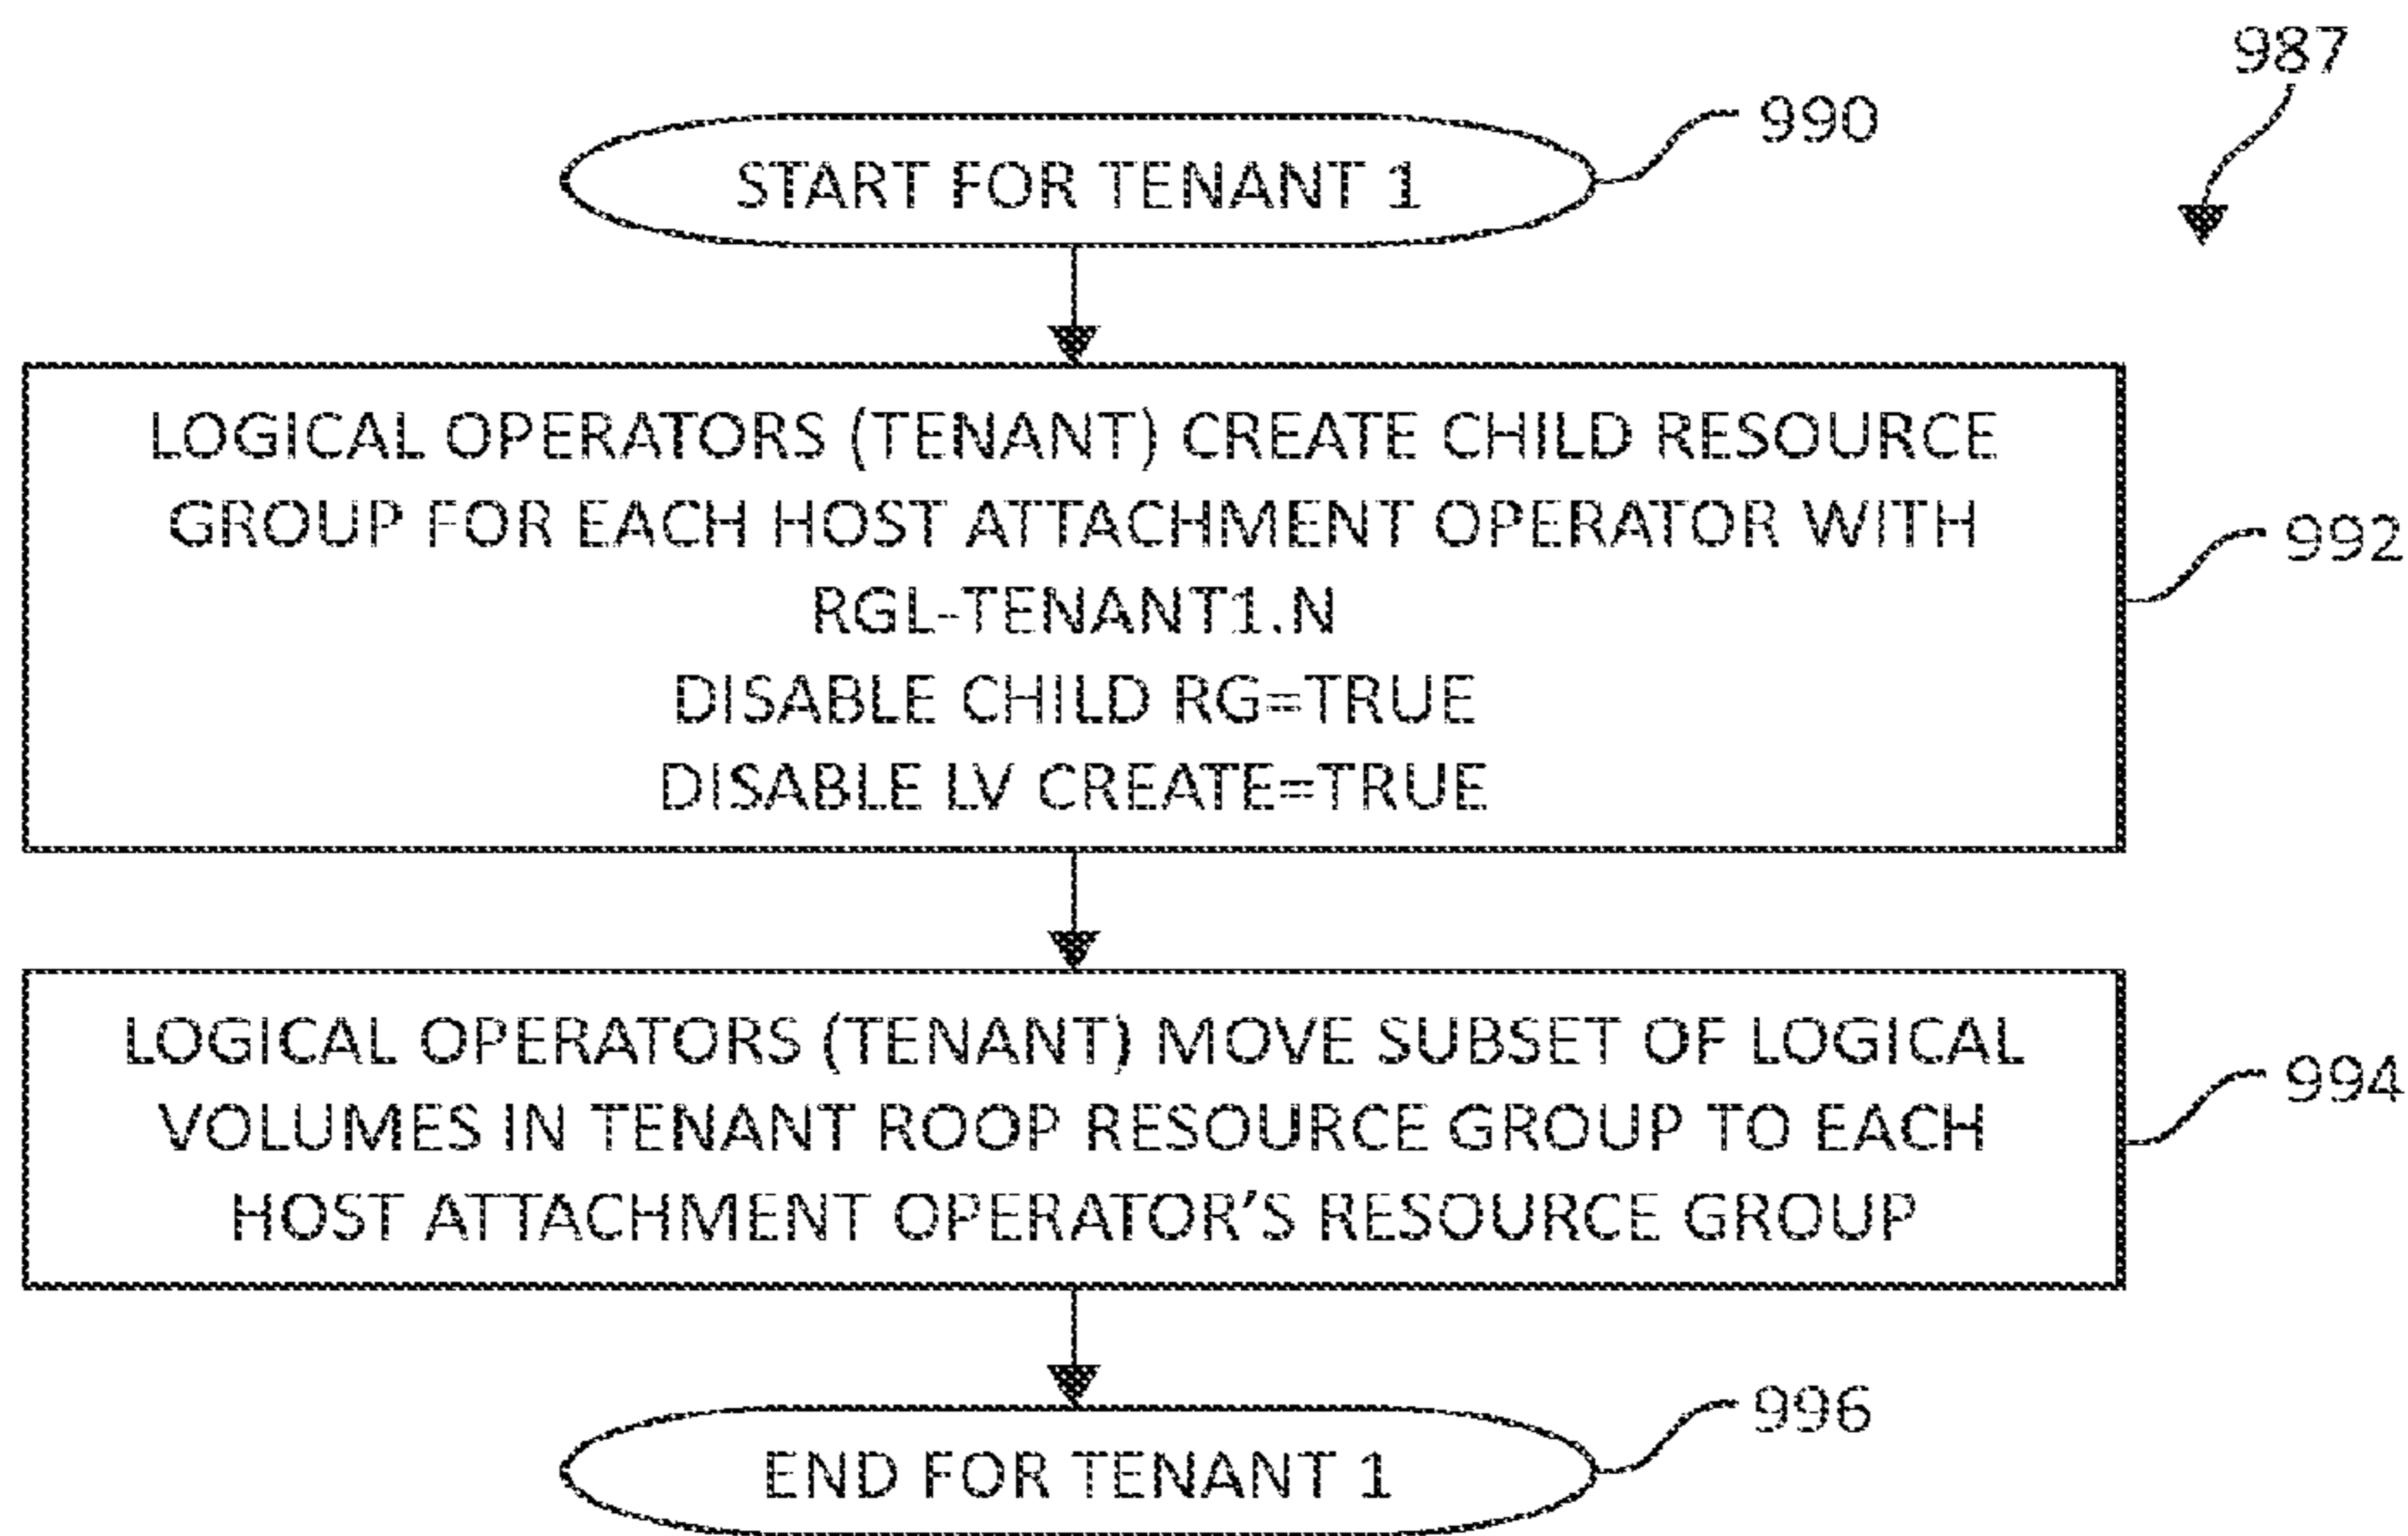 987
990
START FOR TENANT 1
LOGICAL OPERATORS (TENANT) CREATE CHILD RESOURCE
GROUP FOR EACH HOST ATTACHMENT OPERATOR WITH
RGL-TENANT1.N
DISABLE CHILD RG=TRUE
DISABLE LV CREATE=TRUE
992
LOGICAL OPERATORS (TENANT) MOVE SUBSET OF LOGICAL
VOLUMES IN TENANT ROOP RESOURCE GROUP TO EACH
HOST ATTACHMENT OPERATOR'S RESOURCE GROUP
994
996
END FOR TENANT 1